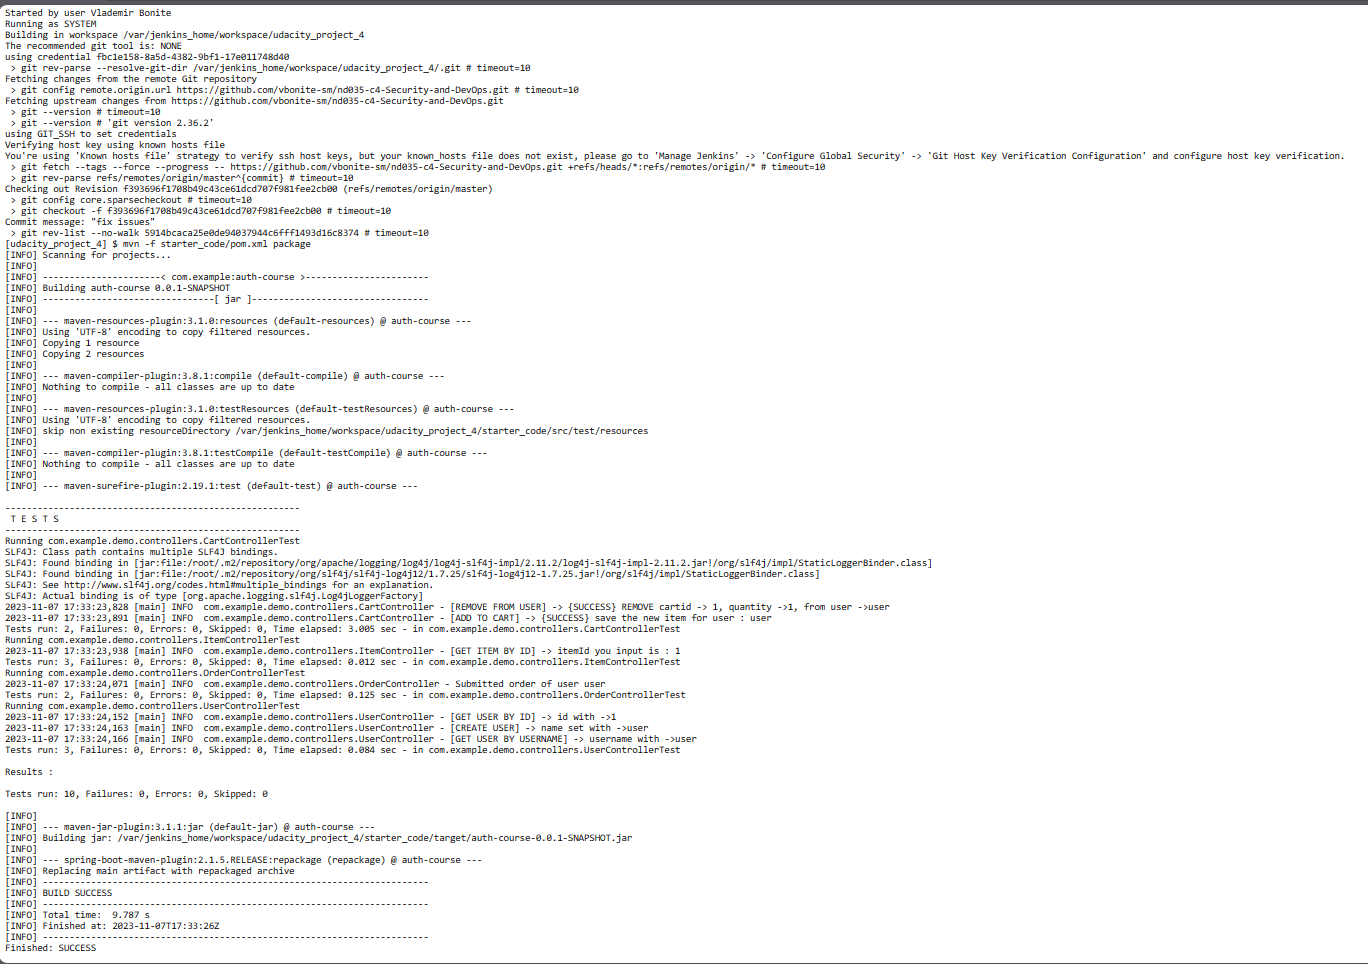 Started by user Vlademir Bonite
Running as SYSTEM
Building in workspace /var/jenkins_home/workspace/udacity_project_4
The recommended git tool is: NONE
using credential fbc1e158-8a5d-4382-9bf1-17e011748d40
 > git rev-parse --resolve-git-dir /var/jenkins_home/workspace/udacity_project_4/.git # timeout=10
Fetching changes from the remote Git repository
 > git config remote.origin.url https://github.com/vbonite-sm/nd035-c4-Security-and-DevOps.git # timeout=10
Fetching upstream changes from https://github.com/vbonite-sm/nd035-c4-Security-and-DevOps.git
 > git --version # timeout=10
 > git --version # 'git version 2.36.2'
using GIT_SSH to set credentials
Verifying host key using known hosts file
You're using 'Known hosts file' strategy to verify ssh host keys, but your known_hosts file does not exist, please go to 'Manage Jenkins' -> 'Configure Global Security' -> 'Git Host Key Verification Configuration' and configure host key verification.
 > git fetch --tags --force --progress -- https://github.com/vbonite-sm/nd035-c4-Security-and-DevOps.git +refs/heads/*:refs/remotes/origin/* # timeout=10
 > git rev-parse refs/remotes/origin/master^{commit} # timeout=10
Checking out Revision f393696f1708b49c43ce61dcd707f981fee2cb00 (refs/remotes/origin/master)
 > git config core.sparsecheckout # timeout=10
 > git checkout -f f393696f1708b49c43ce61dcd707f981fee2cb00 # timeout=10
Commit message: "fix issues"
 > git rev-list --no-walk 5914bcaca25e0de94037944c6fff1493d16c8374 # timeout=10
[udacity_project_4] $ mvn -f starter_code/pom.xml package
[INFO] Scanning for projects...
[INFO]
[INFO] ----------------------< com.example:auth-course >-----------------------
[INFO] Building auth-course 0.0.1-SNAPSHOT
[INFO] --------------------------------[ jar ]---------------------------------
[INFO]
[INFO] --- maven-resources-plugin:3.1.0:resources (default-resources) @ auth-course ---
[INFO] Using 'UTF-8' encoding to copy filtered resources.
[INFO] Copying 1 resource
[INFO] Copying 2 resources
[INFO]
[INFO] --- maven-compiler-plugin:3.8.1:compile (default-compile) @ auth-course ---
[INFO] Nothing to compile - all classes are up to date
[INFO]
[INFO] --- maven-resources-plugin:3.1.0:testResources (default-testResources) @ auth-course ---
[INFO] Using 'UTF-8' encoding to copy filtered resources.
[INFO] skip non existing resourceDirectory /var/jenkins_home/workspace/udacity_project_4/starter_code/src/test/resources
[INFO]
[INFO] --- maven-compiler-plugin:3.8.1:testCompile (default-testCompile) @ auth-course ---
[INFO] Nothing to compile - all classes are up to date
[INFO]
[INFO] --- maven-surefire-plugin:2.19.1:test (default-test) @ auth-course ---
-------------------------------------------------------
 T E S T S
-------------------------------------------------------
Running com.example.demo.controllers.CartControllerTest
SLF4J: Class path contains multiple SLF4J bindings.
SLF4J: Found binding in [jar:file:/root/.m2/repository/org/apache/logging/log4j/log4j-slf4j-impl/2.11.2/log4j-slf4j-impl-2.11.2.jar!/org/slf4j/impl/StaticLoggerBinder.class]
SLF4J: Found binding in [jar:file:/root/.m2/repository/org/slf4j/slf4j-log4j12/1.7.25/slf4j-log4j12-1.7.25.jar!/org/slf4j/impl/StaticLoggerBinder.class]
SLF4J: See http://www.slf4j.org/codes.html#multiple_bindings for an explanation.
SLF4J: Actual binding is of type [org.apache.logging.slf4j.Log4jLoggerFactory]
2023-11-07 17:33:23,828 [main] INFO  com.example.demo.controllers.CartController - [REMOVE FROM USER] -> {SUCCESS} REMOVE cartid -> 1, quantity ->1, from user ->user
2023-11-07 17:33:23,891 [main] INFO  com.example.demo.controllers.CartController - [ADD TO CART] -> {SUCCESS} save the new item for user : user
Tests run: 2, Failures: 0, Errors: 0, Skipped: 0, Time elapsed: 3.005 sec - in com.example.demo.controllers.CartControllerTest
Running com.example.demo.controllers.ItemControllerTest
2023-11-07 17:33:23,938 [main] INFO  com.example.demo.controllers.ItemController - [GET ITEM BY ID] -> itemId you input is : 1
Tests run: 3, Failures: 0, Errors: 0, Skipped: 0, Time elapsed: 0.012 sec - in com.example.demo.controllers.ItemControllerTest
Running com.example.demo.controllers.OrderControllerTest
2023-11-07 17:33:24,071 [main] INFO  com.example.demo.controllers.OrderController - Submitted order of user user
Tests run: 2, Failures: 0, Errors: 0, Skipped: 0, Time elapsed: 0.125 sec - in com.example.demo.controllers.OrderControllerTest
Running com.example.demo.controllers.UserControllerTest
2023-11-07 17:33:24,152 [main] INFO  com.example.demo.controllers.UserController - [GET USER BY ID] -> id with ->1
2023-11-07 17:33:24,163 [main] INFO  com.example.demo.controllers.UserController - [CREATE USER] -> name set with ->user
2023-11-07 17:33:24,166 [main] INFO  com.example.demo.controllers.UserController - [GET USER BY USERNAME] -> username with ->user
Tests run: 3, Failures: 0, Errors: 0, Skipped: 0, Time elapsed: 0.084 sec - in com.example.demo.controllers.UserControllerTest
Results :
Tests run: 10, Failures: 0, Errors: 0, Skipped: 0
[INFO]
[INFO] --- maven-jar-plugin:3.1.1:jar (default-jar) @ auth-course ---
[INFO] Building jar: /var/jenkins_home/workspace/udacity_project_4/starter_code/target/auth-course-0.0.1-SNAPSHOT.jar
[INFO]
[INFO] --- spring-boot-maven-plugin:2.1.5.RELEASE:repackage (repackage) @ auth-course ---
[INFO] Replacing main artifact with repackaged archive
[INFO] ------------------------------------------------------------------------
[INFO] BUILD SUCCESS
[INFO] ------------------------------------------------------------------------
[INFO] Total time:  9.787 s
[INFO] Finished at: 2023-11-07T17:33:26Z
[INFO] ------------------------------------------------------------------------
Finished: SUCCESS